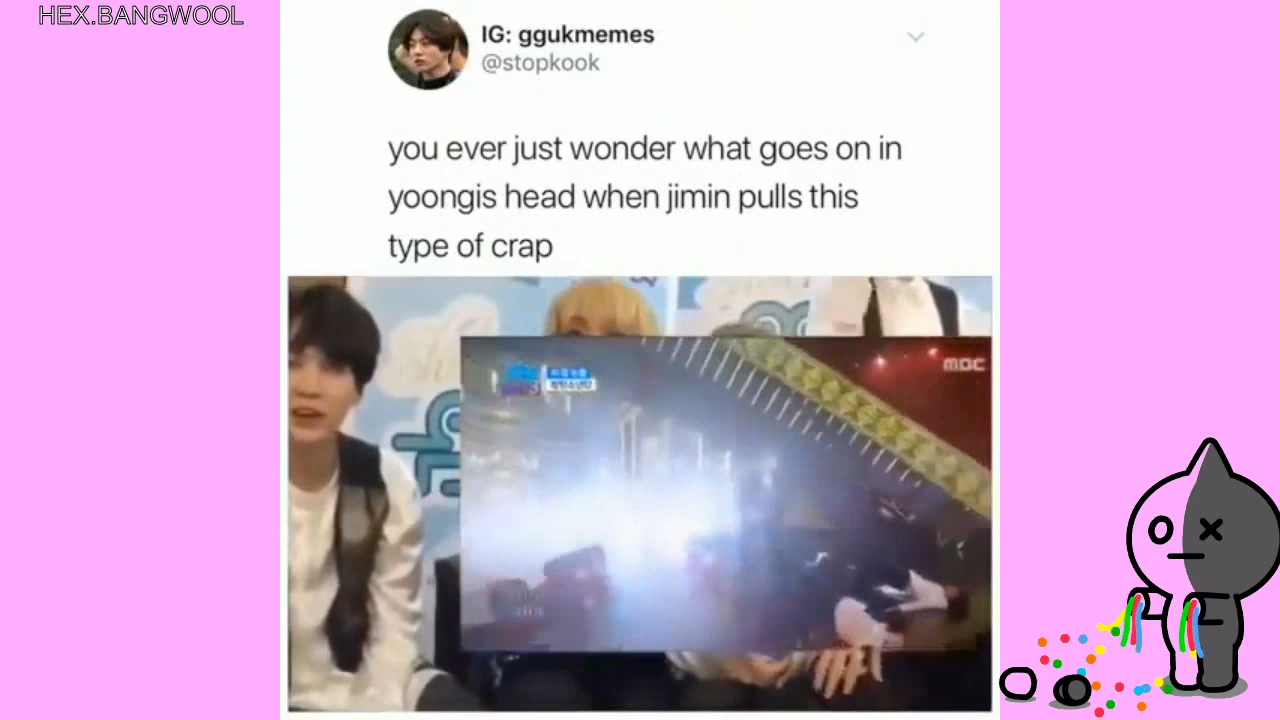 HEX.BANGWOOL
IG: ggukmemes
@stopkook
you ever just wonder what goes on in
yoongis head when jimin pulls this
type of crap
mbc